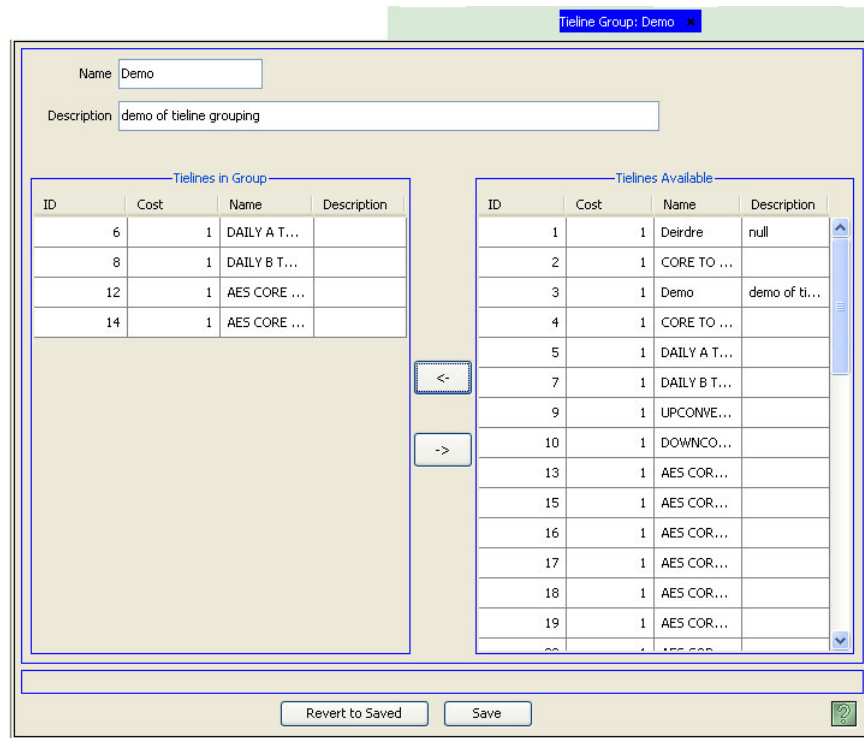 Tieline Group: Demo ×
Name Demo
Description demo of tieline grouping
Tielines in Group
ID Cost Name Description
6 1 DAILY A T...
8 1 DAILY B T...
12 1 AES CORE ...
14 1 AES CORE ...
<-
->
Tielines Available
ID Cost Name Description
1 1 Deirdre null
2 1 CORE TO ...
3 1 Demo demo of ti...
4 1 CORE TO ...
5 1 DAILY A T...
7 1 DAILY B T...
9 1 UPCONVE...
10 1 DOWNCO...
13 1 AES COR...
15 1 AES COR...
16 1 AES COR...
17 1 AES COR...
18 1 AES COR...
19 1 AES COR...
Revert to Saved Save ?